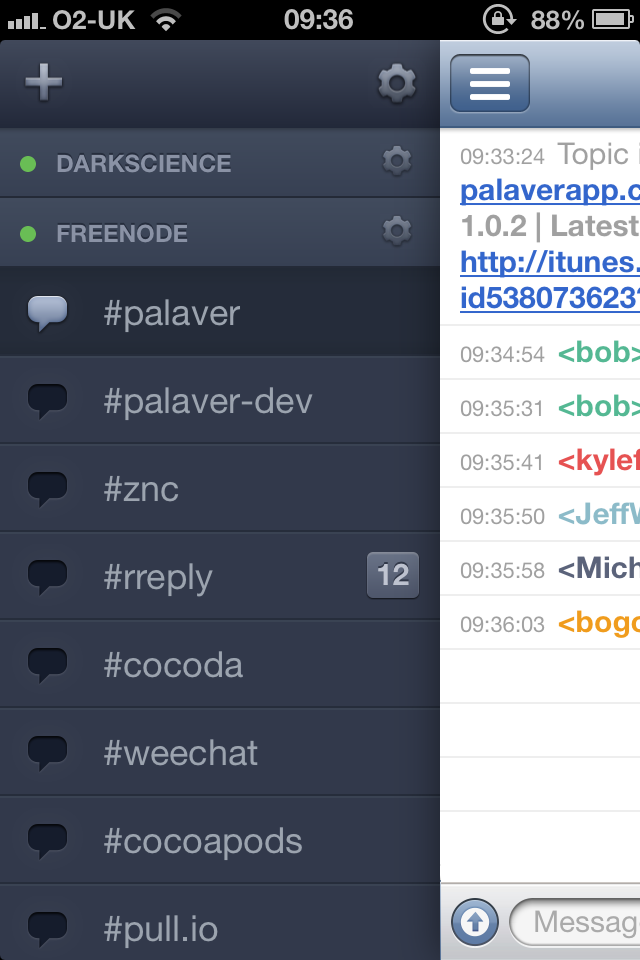 O2-UK 09:36 88%
DARKSCIENCE
FREENODE
#palaver
#palaver-dev
#znc
#rreply 12
#cocoda
#weechat
#cocoapods
#pull.io
09:33:24 Topic
palaverapp.c
1.0.2 | Latest
http://itunes.
id538073623?
09:34:54 <bob>
09:35:31 <bob>
09:35:41 <kylef
09:35:50 <JeffW
09:35:58 <Mich
09:36:03 <bogo
Messag